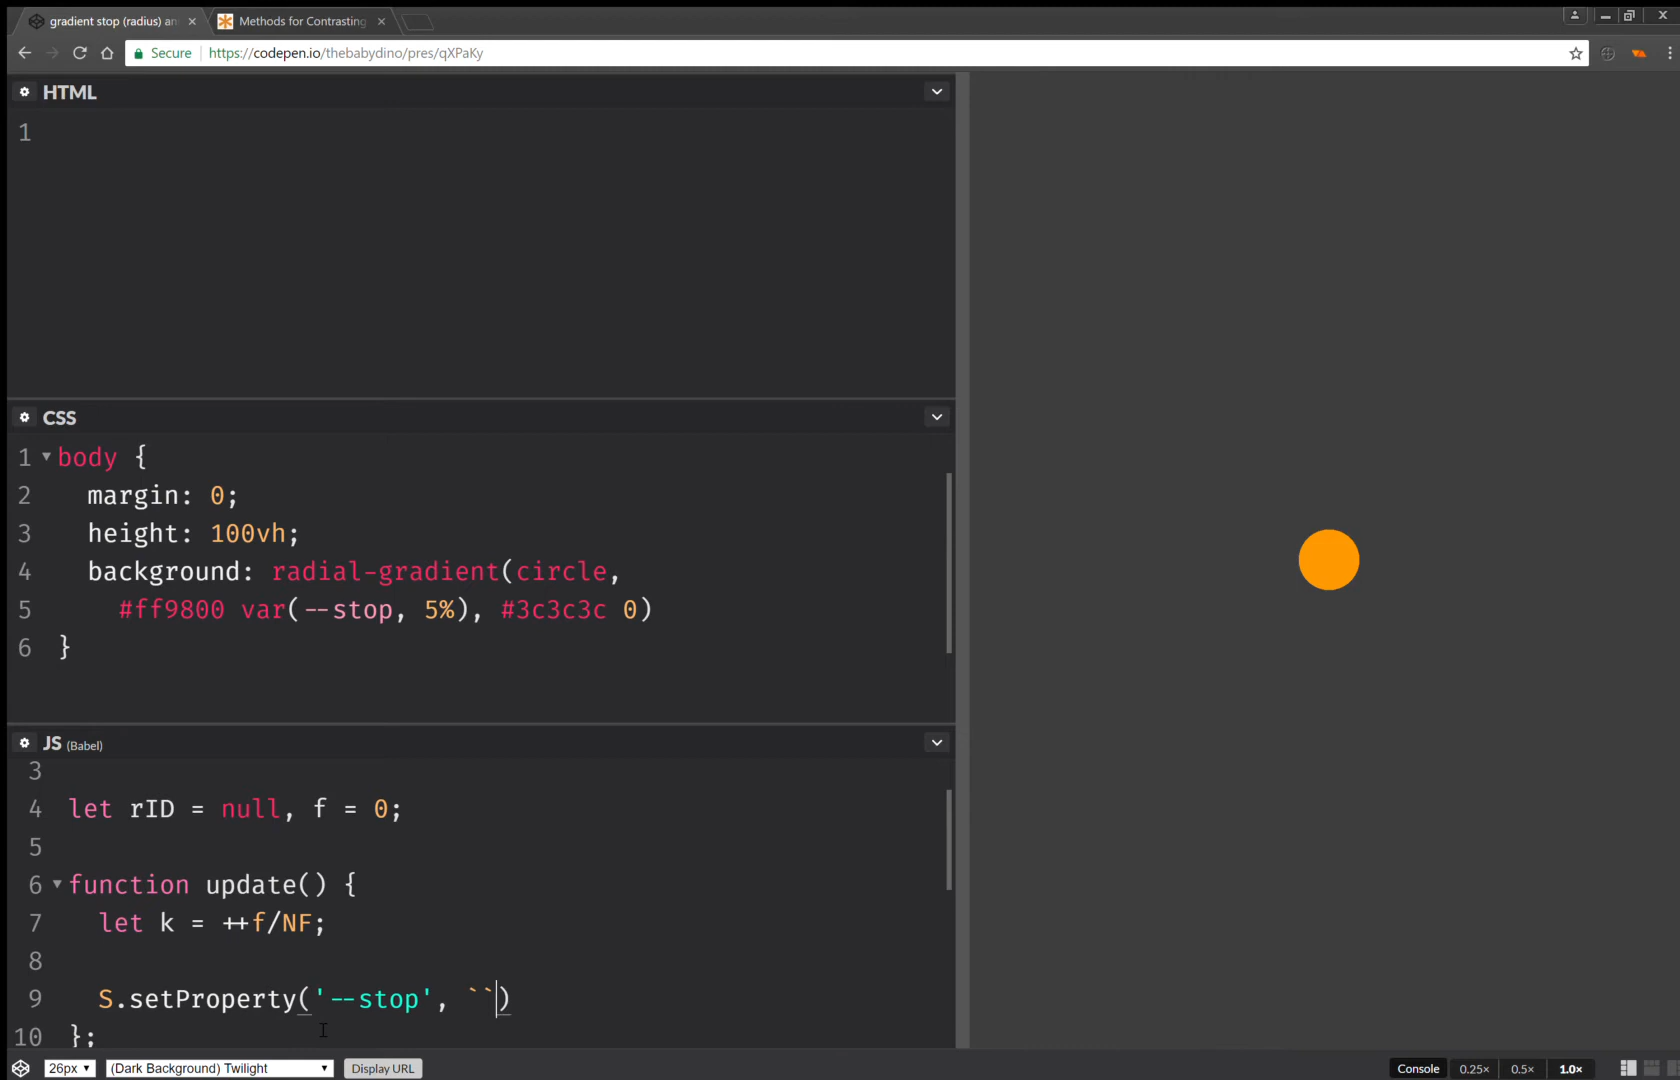 gradient stop (radius) an
Methods for Contrasting
Secure https://codepen.io/thebabydino/pres/qXPaKy
HTML
1
CSS
1 body {
2 margin: 0;
3 height: 100vh;
4 background: radial-gradient(circle,
5 #ff9800 var(--stop, 5%), #3c3c3c 0)
6 }
JS (Babel)
3
4 let rID = null, f = 0;
5
6 function update() {
7 let k = ++f/NF;
8
9 S.setProperty('--stop', ``)
10 };
26px (Dark Background) Twilight Display URL Console 0.25× 0.5× 1.0×